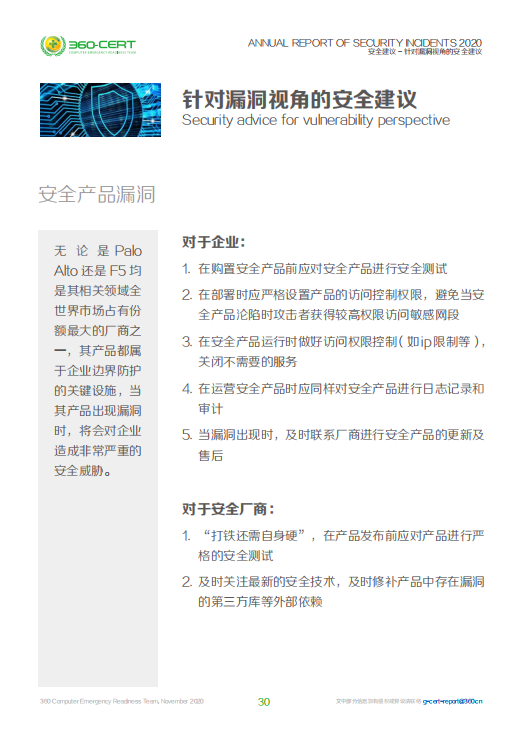 360-CERT
COMPUTER EMERGENCY READINESS TEAM
ANNUAL REPORT OF SECURITY INCIDENTS 2020
安全建议 - 针对漏洞视角的安全建议
针对漏洞视角的安全建议
Security advice for vulnerability perspective
安全产品漏洞
无论是 Palo
Alto 还是 F5 均
是其相关领域全
世界市场占有份
额最大的厂商之
一，其产品都属
于企业边界防护
的关键设施，当
其产品出现漏洞
时，将会对企业
造成非常严重的
安全威胁。
对于企业：
1. 在购置安全产品前应对安全产品进行安全测试
2. 在部署时应严格设置产品的访问控制权限，避免当安
全产品沦陷时攻击者获得较高权限访问敏感网段
3. 在安全产品运行时做好访问权限控制（如ip限制等），
关闭不需要的服务
4. 在运营安全产品时应同样对安全产品进行日志记录和
审计
5. 当漏洞出现时，及时联系厂商进行安全产品的更新及
售后
对于安全厂商：
1. “打铁还需自身硬”，在产品发布前应对产品进行严
格的安全测试
2. 及时关注最新的安全技术，及时修补产品中存在漏洞
的第三方库等外部依赖
360 Computer Emergency Readiness Team, November 2020
30
g-cert-report@360.cn